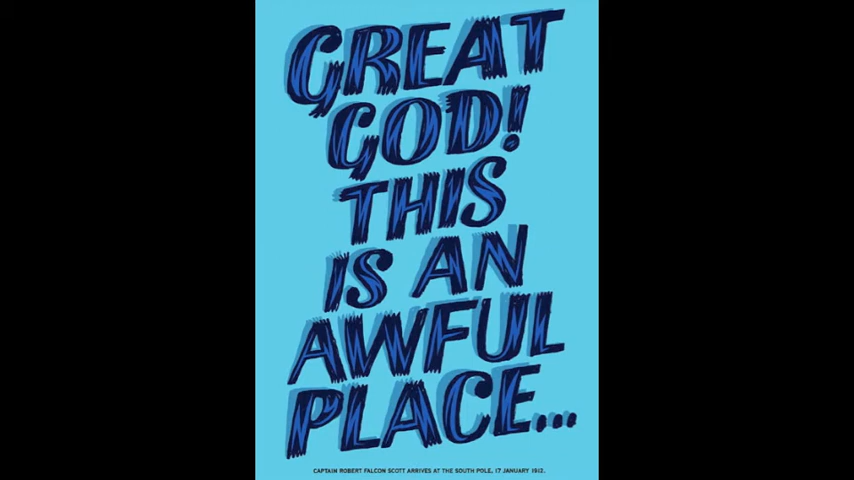 GREAT
GOD!
THIS
IS AN
AWFUL
PLACE...
CAPTAIN ROBERT FALCON SCOTT ARRIVES AT THE SOUTH POLE, 17 JANUARY 1912.